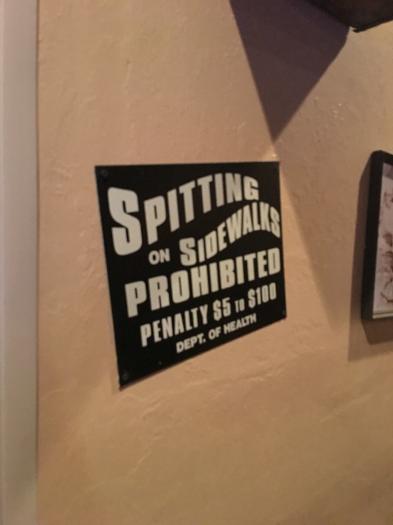 SPITTING
ON SIDEWALKS
PROHIBITED
PENALTY $5 TO $100
DEPT. OF HEALTH